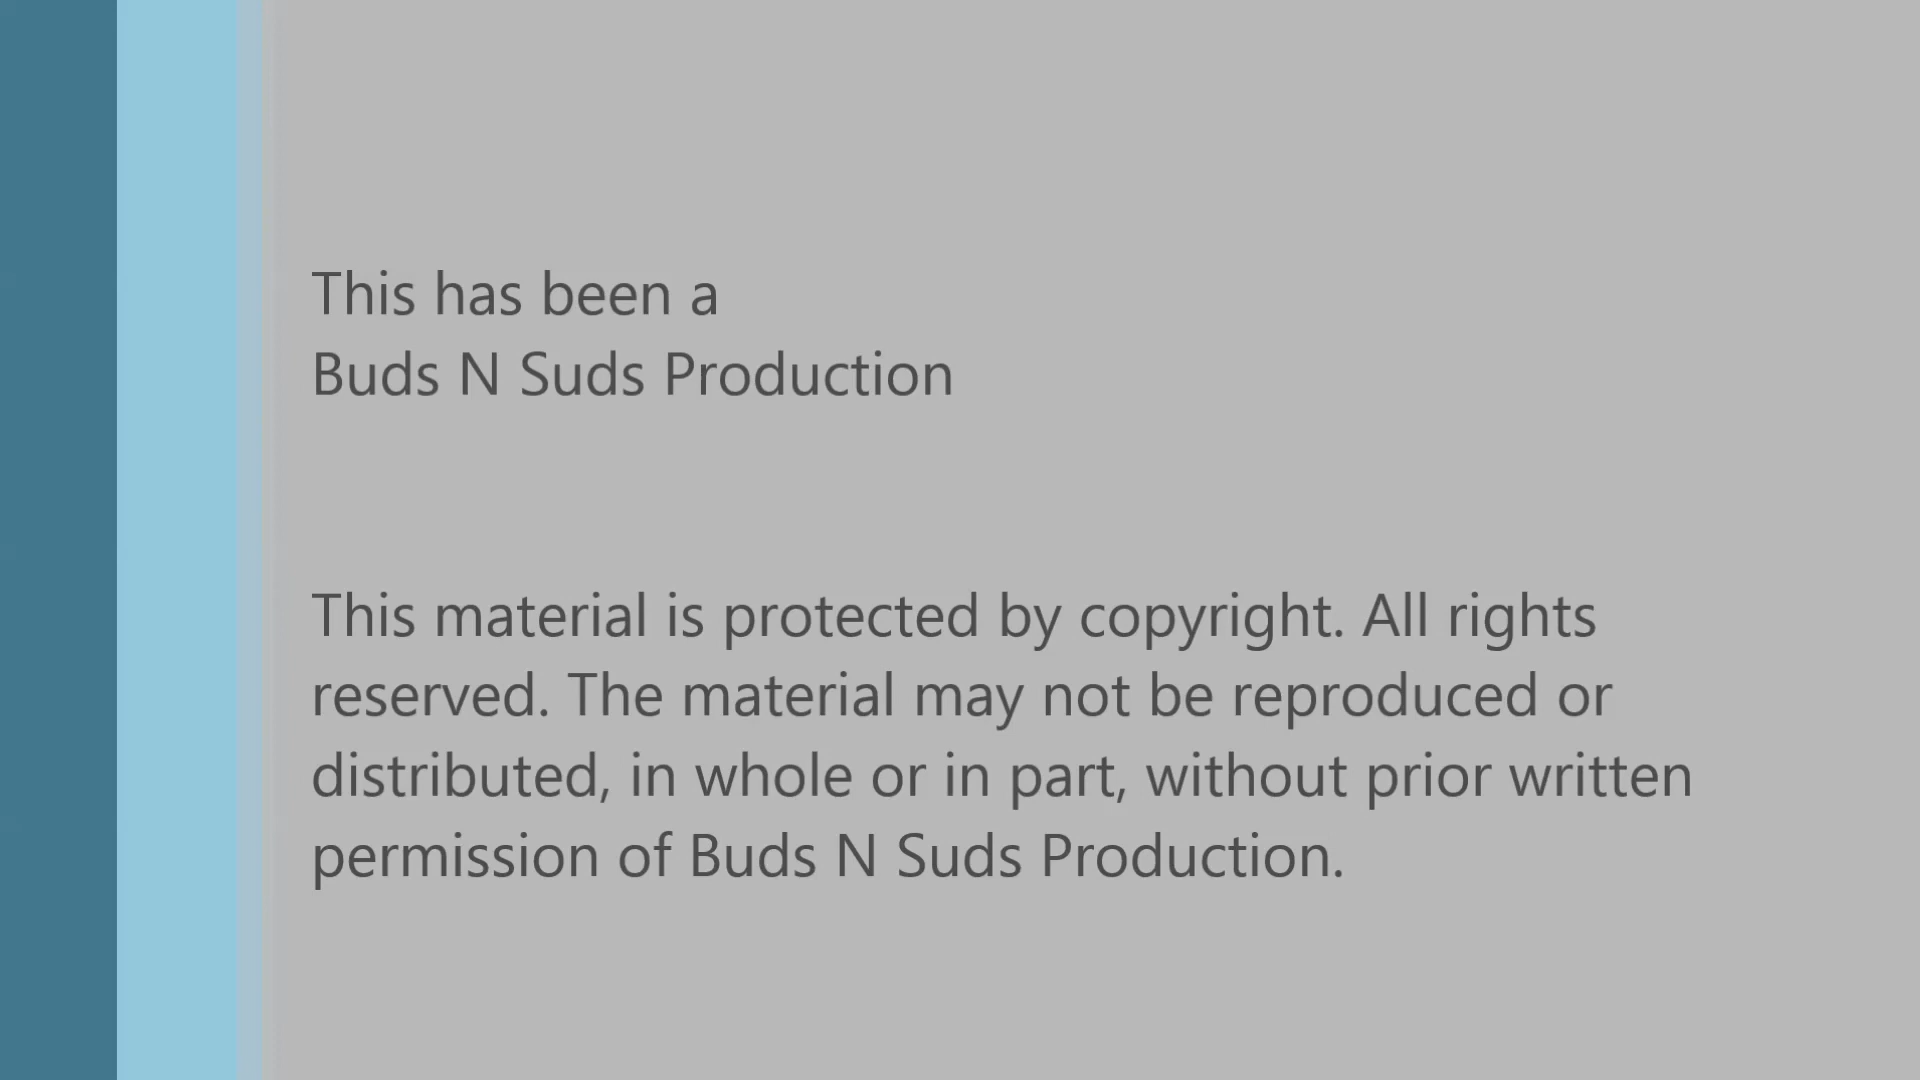 This has been a
Buds N Suds Production
This material is protected by copyright. All rights
reserved. The material may not be reproduced or
distributed, in whole or in part, without prior written
permission of Buds N Suds Production.